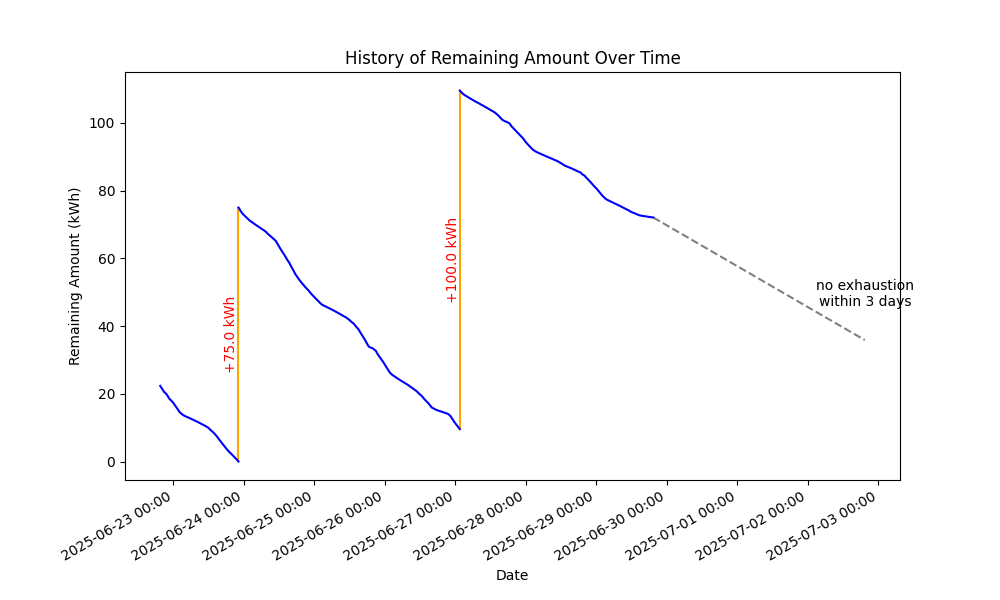 History of Remaining Amount Over Time
Remaining Amount (kWh)
100
80
60
40
20
0
+75.0 kWh
+100.0 kWh
no exhaustion
within 3 days
2025-06-23 00:00
2025-06-24 00:00
2025-06-25 00:00
2025-06-26 00:00
2025-06-27 00:00
2025-06-28 00:00
2025-06-29 00:00
2025-06-30 00:00
2025-07-01 00:00
2025-07-02 00:00
2025-07-03 00:00
Date